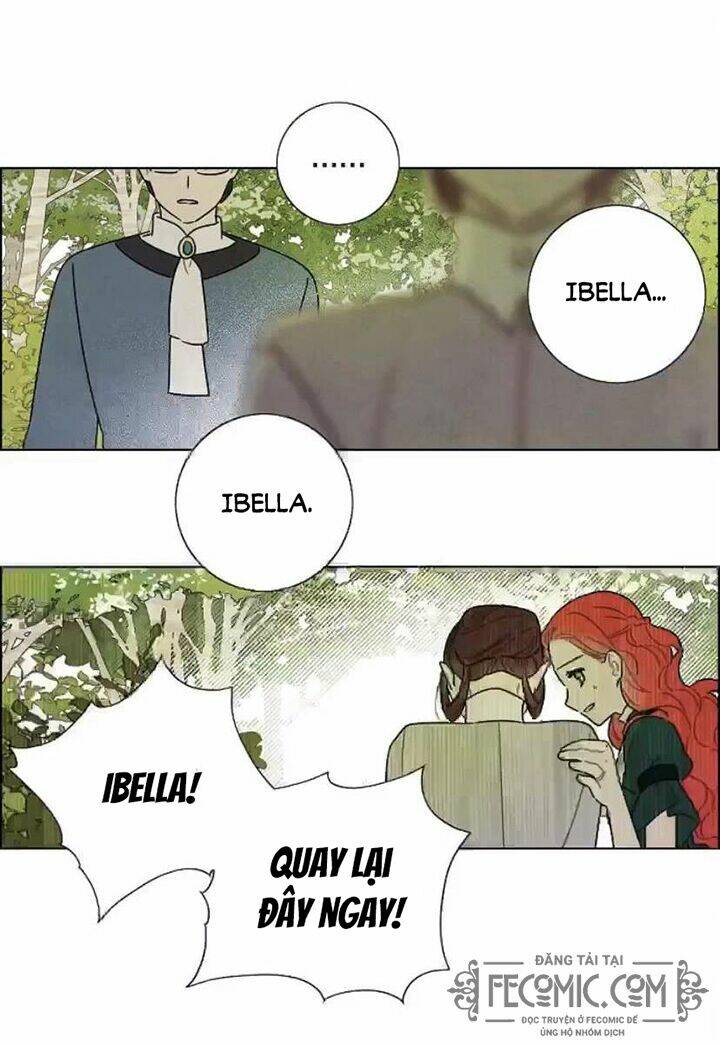 ......
IBELLA...
IBELLA.
IBELLA!
QUAY LẠI
ĐÂY NGAY!
ĐĂNG TẢI TẠI
FECOMIC.COM
ĐỌC TRUYỆN Ở FECOMIC ĐỂ
ỦNG HỘ NHÓM DỊCH